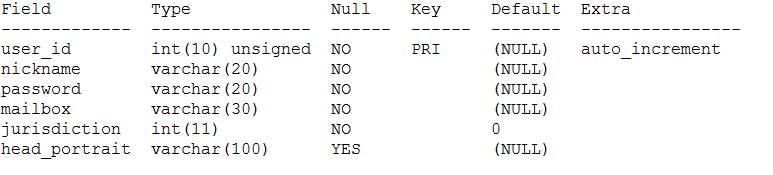 Field          Type              Null    Key     Default  Extra
-------------  ----------------  ------  ------  -------  ----------------
user_id        int(10) unsigned  NO      PRI     (NULL)   auto_increment
nickname       varchar(20)       NO              (NULL)
password       varchar(20)       NO              (NULL)
mailbox        varchar(30)       NO              (NULL)
jurisdiction   int(11)           NO              0
head_portrait  varchar(100)      YES             (NULL)